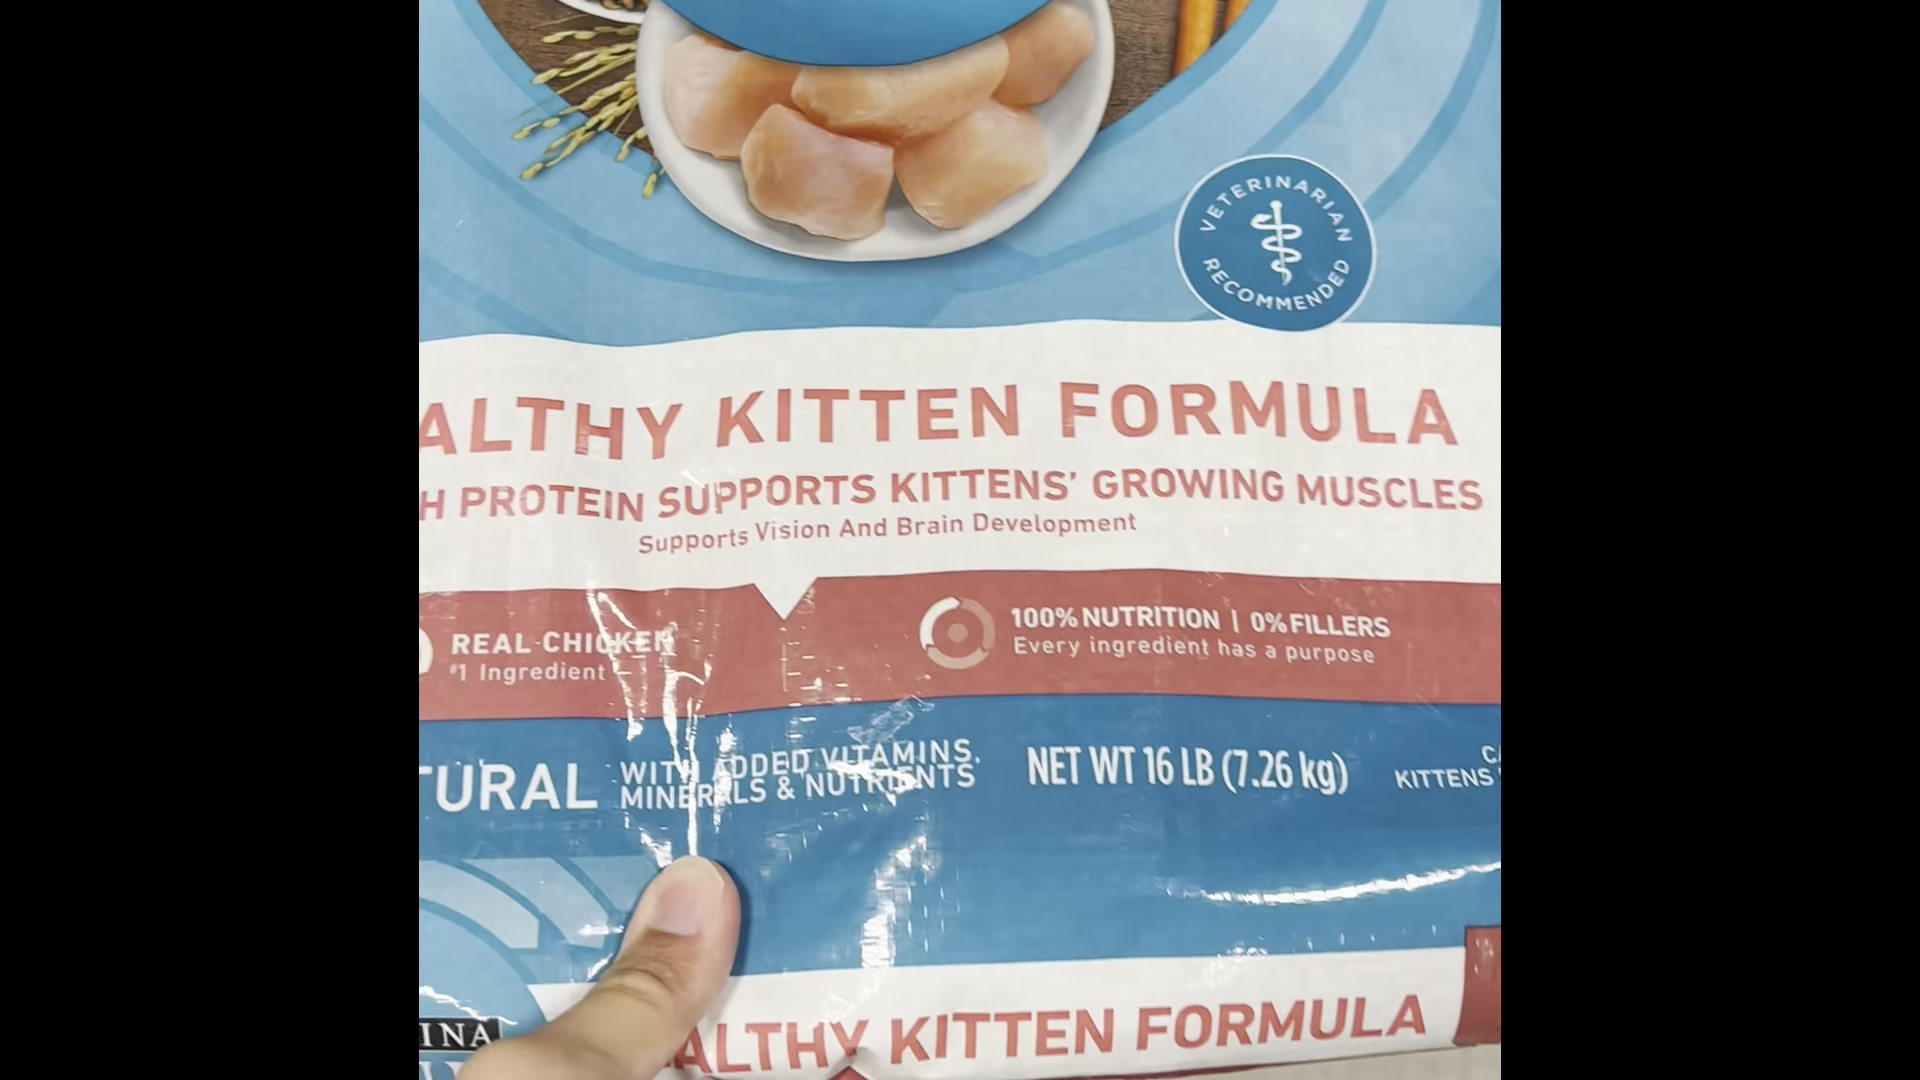 VETERINARIAN
RECOMMENDED
ALTHY KITTEN FORMULA
H PROTEIN SUPPORTS KITTENS' GROWING MUSCLES
Supports Vision And Brain Development
REAL CHICKEN
#1 Ingredient
100% NUTRITION | 0% FILLERS
Every ingredient has a purpose
TURAL
WITH ADDED VITAMINS,
MINERALS & NUTRIENTS
NET WT 16 LB (7.26 kg)
KITTENS
INA
ALTHY KITTEN FORMULA